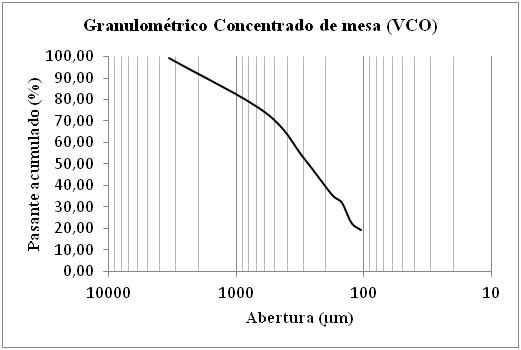 Granulométrico Concentrado de mesa (VCO)
100,00
90,00
80,00
70,00
60,00
50,00
40,00
30,00
20,00
10,00
0,00
Pasante acumulado (%)
10000 1000 100 10
Abertura (µm)